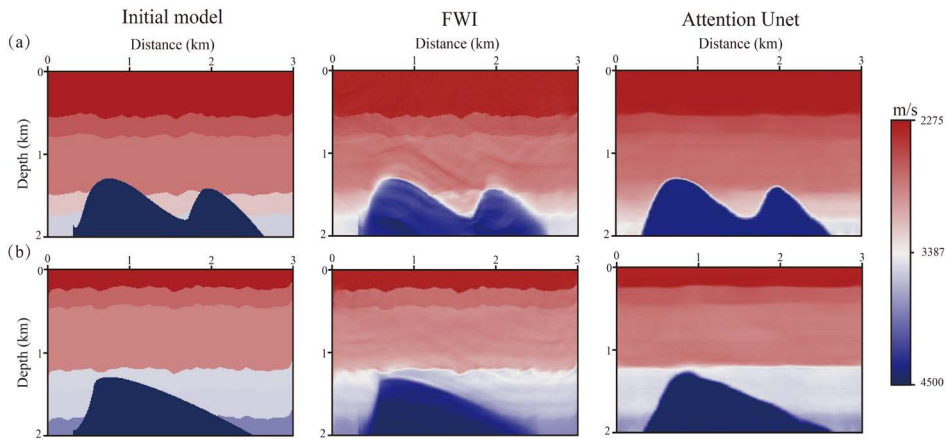 Initial model FWI Attention Unet
(a) Distance (km) Distance (km) Distance (km)
0 1 2 3 0 1 2 3 0 1 2 3
0 0 0
Depth (km) 1 1 1
2 2 2
(b) 0 1 2 3 0 1 2 3 0 1 2 3
0 0 0
Depth (km) 1 1 1
2 2 2
m/s
2275
3387
4500